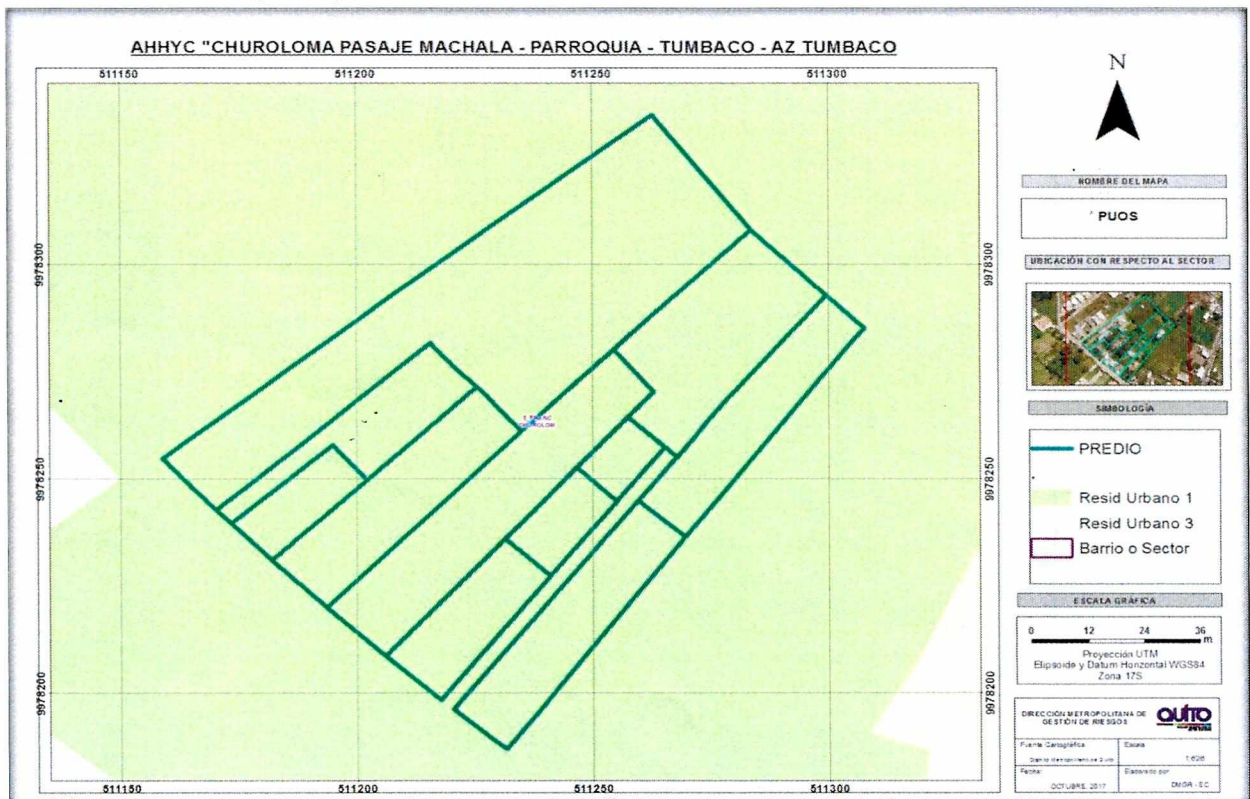 AHHYC "CHUROLOMA PASAJE MACHALA - PARROQUIA - TUMBACO - AZ TUMBACO
511150 511200 511250 511300
9978300 9978300
9978250 9978250
9978200 9978200
511150 511200 511250 511300
N
NOMBRE DEL MAPA
PUOS
UBICACIÓN CON RESPECTO AL SECTOR
SIMBOLOGÍA
PREDIO
Resid Urbano 1
Resid Urbano 3
Barrio o Sector
ESCALA GRÁFICA
0 12 24 36
m
Proyección UTM
Elipsoide y Datum Horizontal WGS84
Zona 17S
DIRECCIÓN METROPOLITANA DE
GESTIÓN DE RIESGOS
QUITO
Fuente Cartográfica
Escala
Fecha:
OCTUBRE, 2017
Elaborado por
DMGR - EC